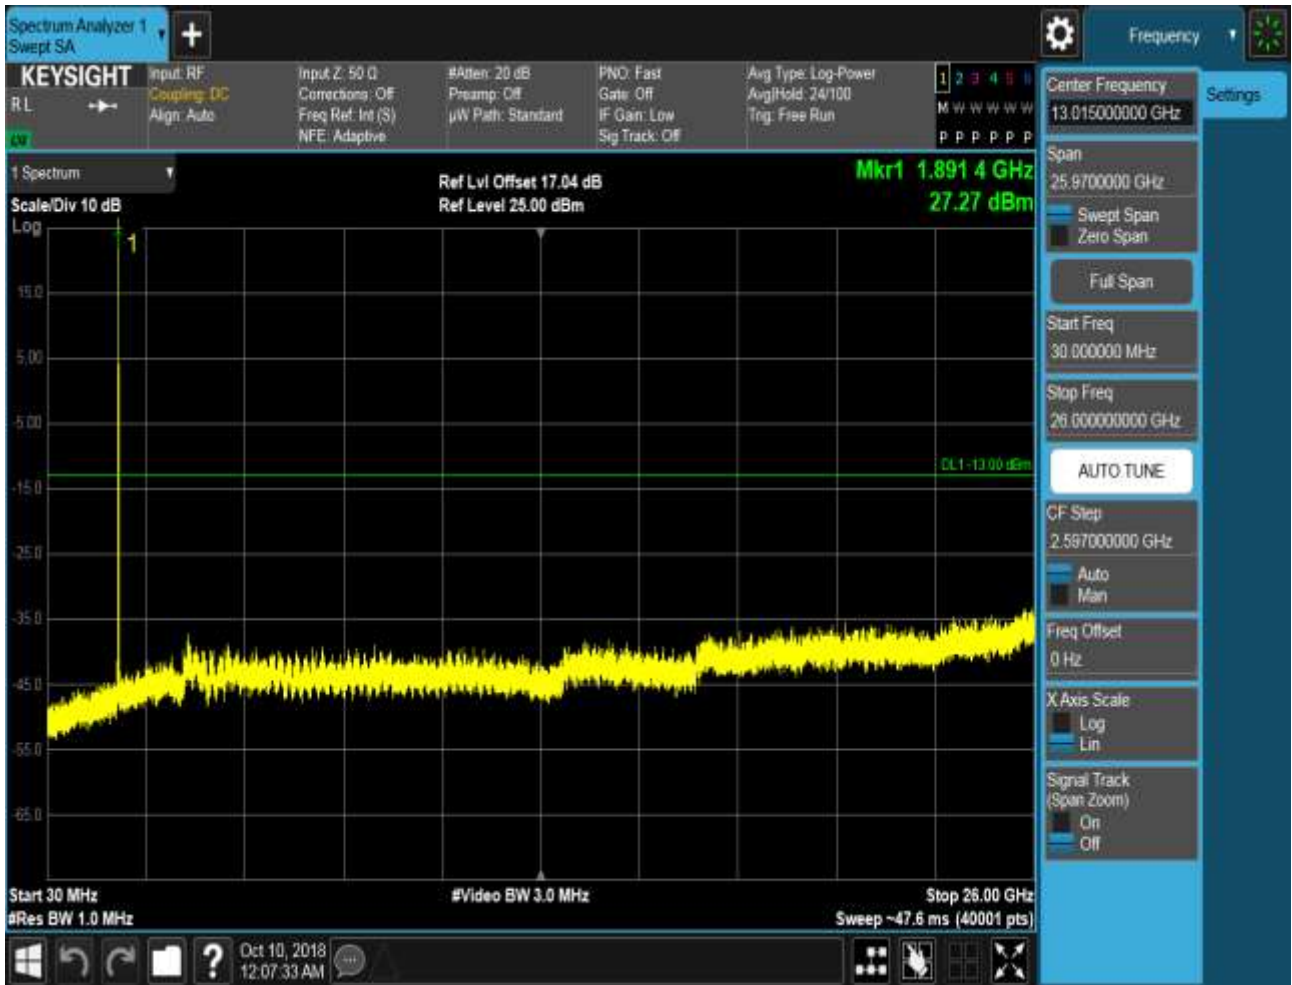 Spectrum Analyzer 1
Swept SA
+
Frequency
KEYSIGHT
RL
LW
Input: RF
Coupling: DC
Align: Auto
Input Z: 50 Ω
Corrections: Off
Freq Ref: Int (S)
NFE: Adaptive
#Atten: 20 dB
Preamp: Off
µW Path: Standard
PNO: Fast
Gate: Off
IF Gain: Low
Sig Track: Off
Avg Type: Log-Power
Avg|Hold: 24/100
Trig: Free Run
1 2 3 4 5 6
M W W W W W
P P P P P P
Center Frequency
13.015000000 GHz
Settings
1 Spectrum
Scale/Div 10 dB
Ref Lvl Offset 17.04 dB
Ref Level 25.00 dBm
Mkr1 1.891 4 GHz
27.27 dBm
Span
25.9700000 GHz
Swept Span
Zero Span
Full Span
Start Freq
30.000000 MHz
Stop Freq
26.000000000 GHz
AUTO TUNE
CF Step
2.597000000 GHz
Auto
Man
Freq Offset
0 Hz
X Axis Scale
Log
Lin
Signal Track
(Span Zoom)
On
Off
Log
1
15.0
5.00
-5.00
DL1 -13.00 dBm
-15.0
-25.0
-35.0
-45.0
-55.0
-65.0
Start 30 MHz
#Video BW 3.0 MHz
Stop 26.00 GHz
#Res BW 1.0 MHz
Sweep ~47.6 ms (40001 pts)
?
Oct 10, 2018
12:07:33 AM